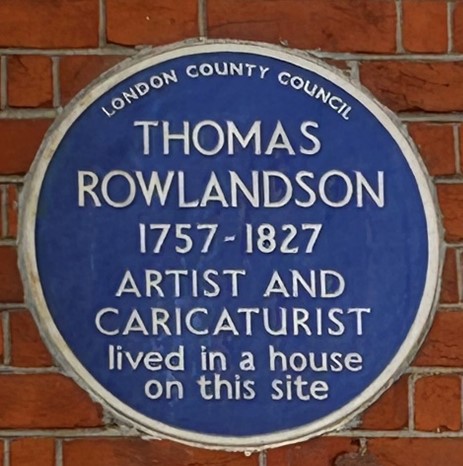 LONDON COUNTY COUNCIL
THOMAS
ROWLANDSON
1757-1827
ARTIST AND
CARICATURIST
lived in a house
on this site